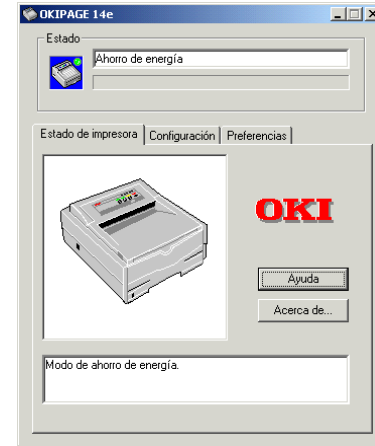 OKIPAGE 14e
Estado
Ahorro de energía
Estado de impresora
Configuración
Preferencias
OKI
Ayuda
Acerca de...
Modo de ahorro de energía.